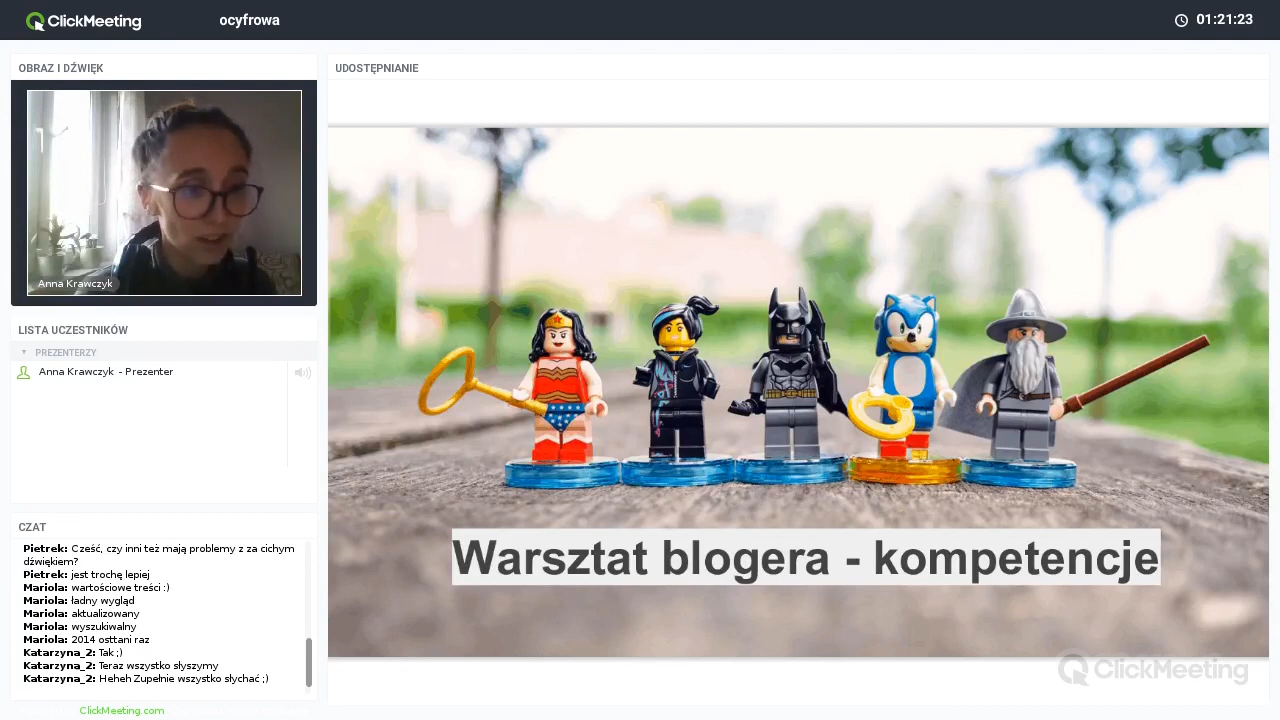 ClickMeeting
ocyfrowa
01:21:23
OBRAZ I DŹWIĘK
Anna Krawczyk
LISTA UCZESTNIKÓW
PREZENTERZY
Anna Krawczyk - Prezenter
CZAT
Pietrek: Cześć, czy inni też mają problemy z za cichym
dźwiękiem?
Pietrek: jest trochę lepiej
Mariola: wartościowe treści :)
Mariola: ładny wygląd
Mariola: aktualizowany
Mariola: wyszukiwalny
Mariola: 2014 osttani raz
Katarzyna_2: Tak ;)
Katarzyna_2: Teraz wszystko słyszymy
Katarzyna_2: Heheh Zupełnie wszystko słychać ;)
ClickMeeting.com
UDOSTĘPNIANIE
Warsztat blogera - kompetencje
ClickMeeting